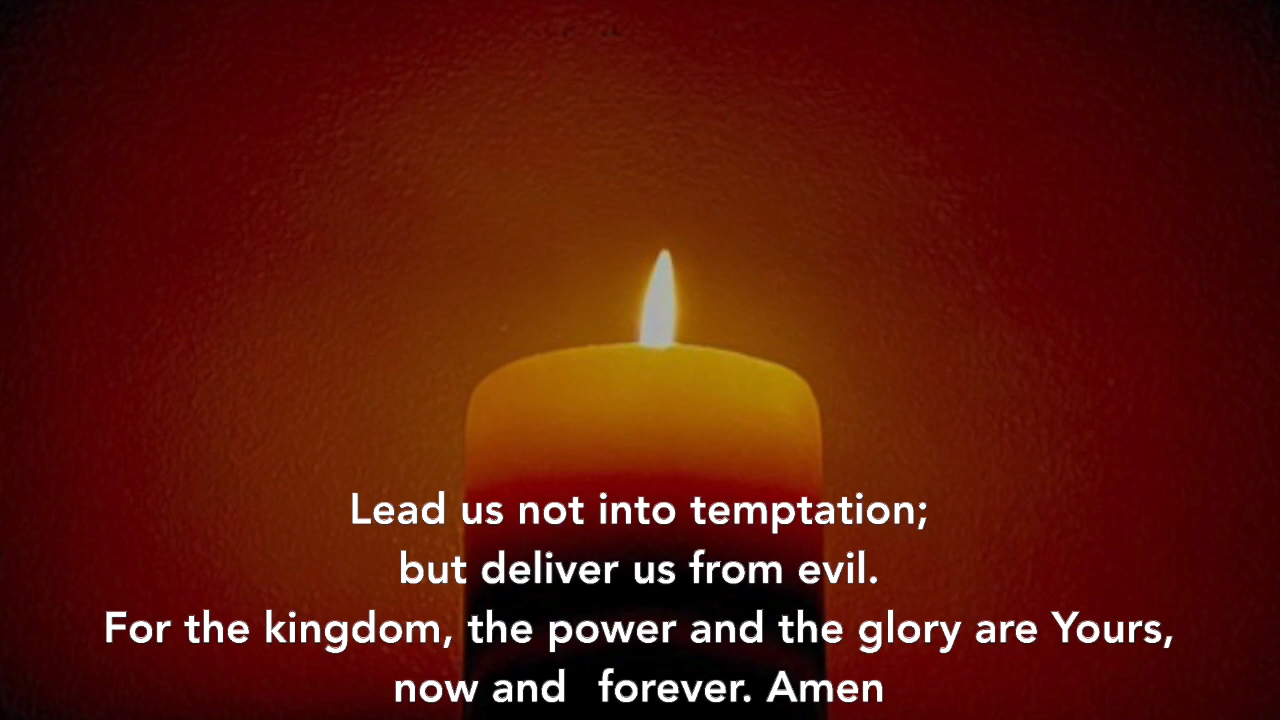 Lead us not into temptation;
but deliver us from evil.
For the kingdom, the power and the glory are Yours,
now and  forever. Amen